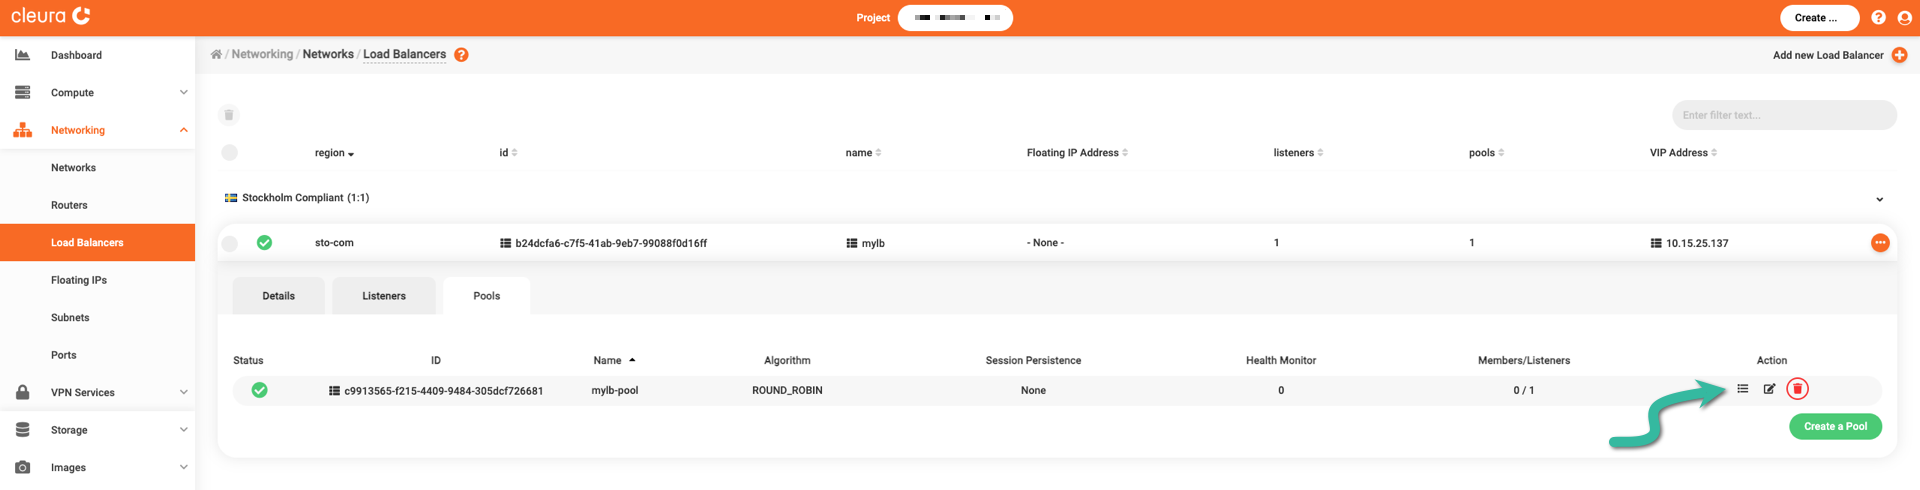 cleura
Project
Create ...
Dashboard
Compute
Networking
Networks
Routers
Load Balancers
Floating IPs
Subnets
Ports
VPN Services
Storage
Images
/ Networking / Networks / Load Balancers ?
Add new Load Balancer
Enter filter text...
region id name Floating IP Address listeners pools VIP Address
Stockholm Compliant (1:1)
sto-com b24dcfa6-c7f5-41ab-9eb7-99088f0d16ff mylb - None - 1 1 10.15.25.137
Details Listeners Pools
Status ID Name Algorithm Session Persistence Health Monitor Members/Listeners Action
c9913565-f215-4409-9484-305dcf726681 mylb-pool ROUND_ROBIN None 0 0 / 1
Create a Pool